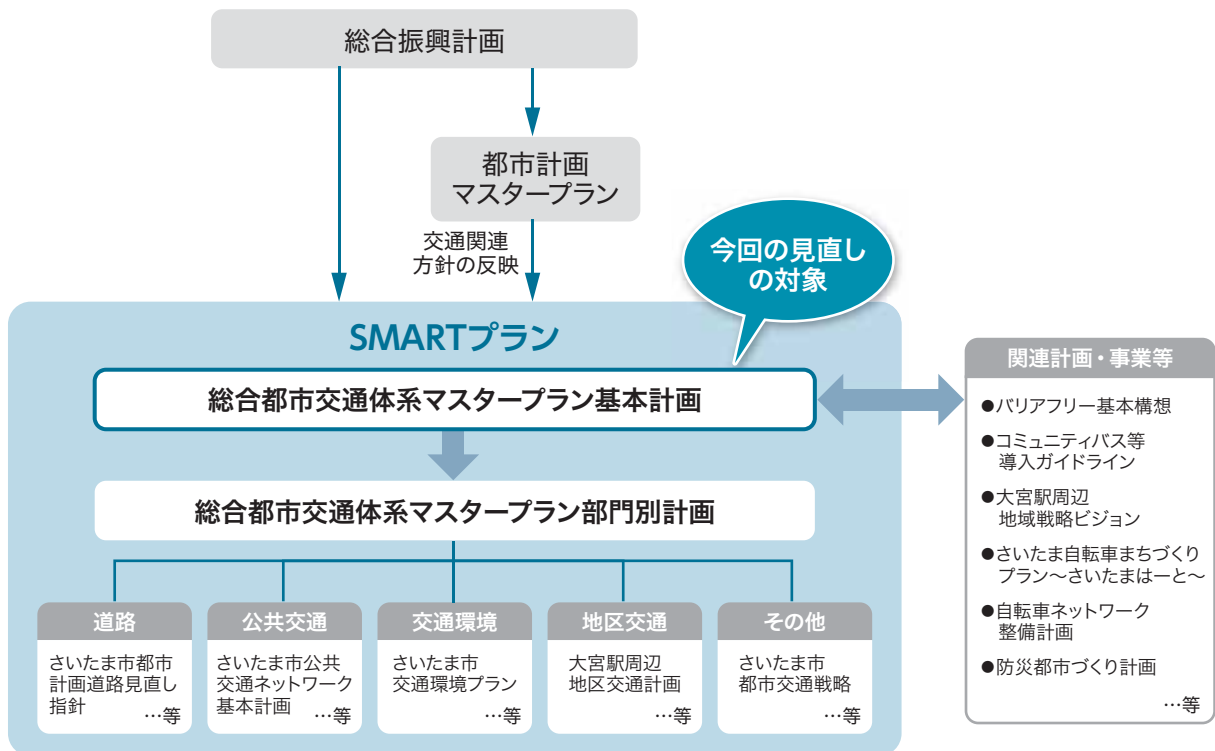 総合振興計画
都市計画
マスタープラン
交通関連
方針の反映
今回の見直し
の対象
SMARTプラン
総合都市交通体系マスタープラン基本計画
総合都市交通体系マスタープラン部門別計画
道路
さいたま市都市
計画道路見直し
指針
…等
公共交通
さいたま市公共
交通ネットワーク
基本計画
…等
交通環境
さいたま市
交通環境プラン
…等
地区交通
大宮駅周辺
地区交通計画
…等
その他
さいたま市
都市交通戦略
…等
関連計画・事業等
●バリアフリー基本構想
●コミュニティバス等
導入ガイドライン
●大宮駅周辺
地域戦略ビジョン
●さいたま自転車まちづくり
プラン～さいたまはーと～
●自転車ネットワーク
整備計画
●防災都市づくり計画
…等